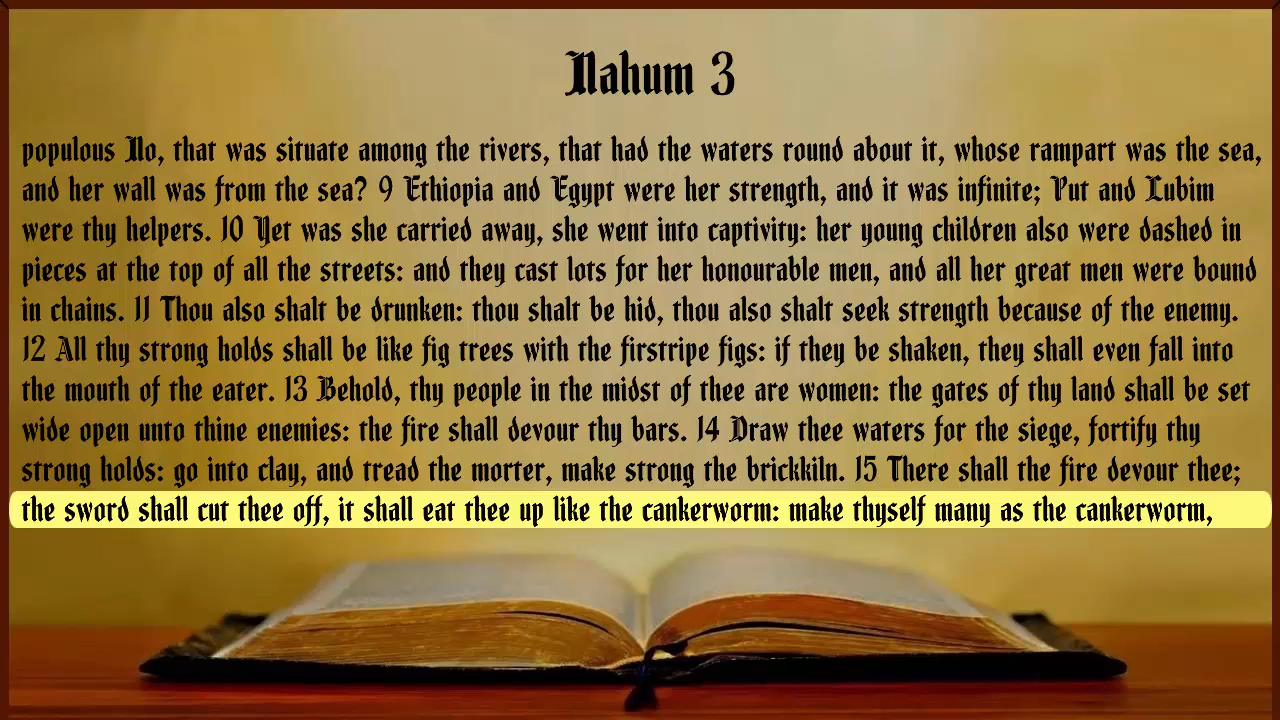 Nahum 3
populous No, that was situate among the rivers, that had the waters round about it, whose rampart was the sea,
and her wall was from the sea? 9 Ethiopia and Egypt were her strength, and it was infinite; Put and Lubim
were thy helpers. 10 Yet was she carried away, she went into captivity: her young children also were dashed in
pieces at the top of all the streets: and they cast lots for her honourable men, and all her great men were bound
in chains. 11 Thou also shalt be drunken: thou shalt be hid, thou also shalt seek strength because of the enemy.
12 All thy strong holds shall be like fig trees with the firstripe figs: if they be shaken, they shall even fall into
the mouth of the eater. 13 Behold, thy people in the midst of thee are women: the gates of thy land shall be set
wide open unto thine enemies: the fire shall devour thy bars. 14 Draw thee waters for the siege, fortify thy
strong holds: go into clay, and tread the morter, make strong the brickkiln. 15 There shall the fire devour thee;
the sword shall cut thee off, it shall eat thee up like the cankerworm: make thyself many as the cankerworm,